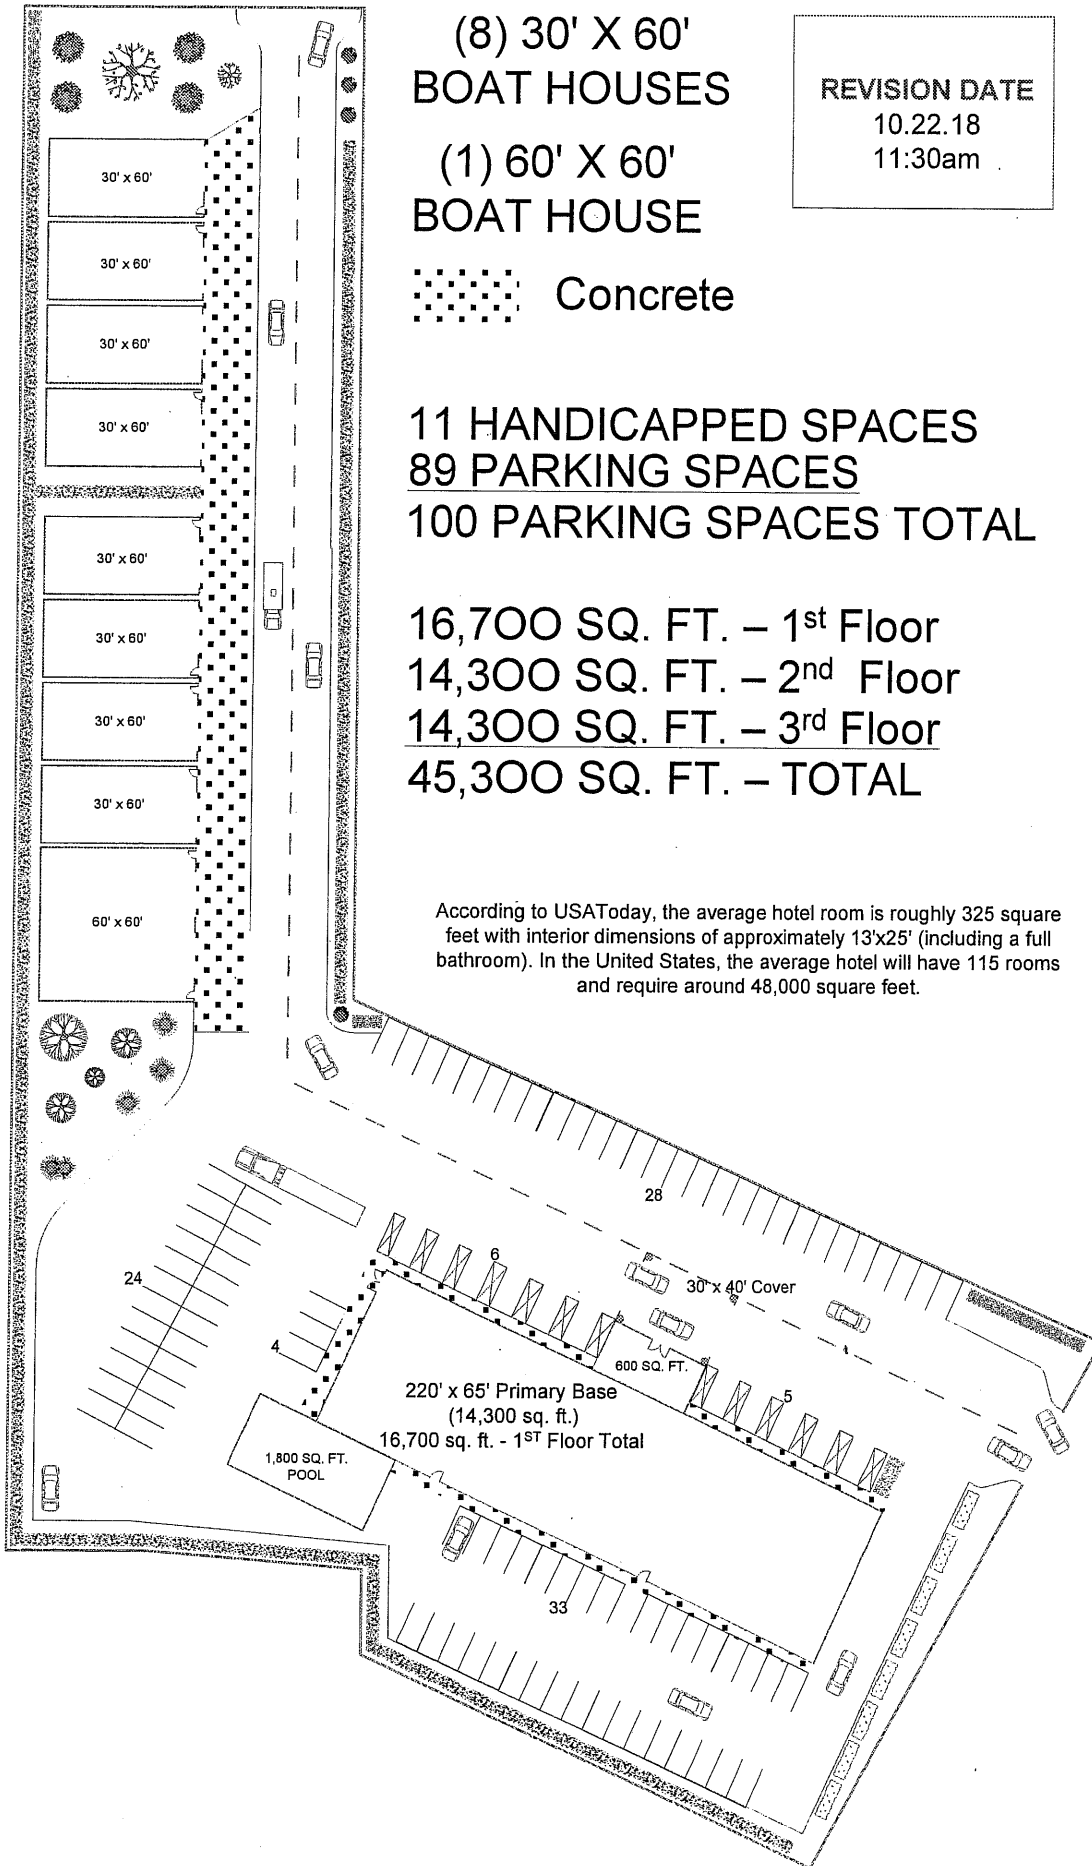 (8) 30' X 60'
BOAT HOUSES
(1) 60' X 60'
BOAT HOUSE
Concrete
REVISION DATE
10.22.18
11:30am
11 HANDICAPPED SPACES
89 PARKING SPACES
100 PARKING SPACES TOTAL
16,7OO SQ. FT. – 1st Floor
14,3OO SQ. FT. – 2nd Floor
14,3OO SQ. FT. – 3rd Floor
45,3OO SQ. FT. – TOTAL
According to USAToday, the average hotel room is roughly 325 square
feet with interior dimensions of approximately 13'x25' (including a full
bathroom). In the United States, the average hotel will have 115 rooms
and require around 48,000 square feet.
30' x 60'
30' x 60'
30' x 60'
30' x 60'
30' x 60'
30' x 60'
30' x 60'
30' x 60'
60' x 60'
28
6
24
30' x 40' Cover
4
600 SQ. FT.
5
220' x 65' Primary Base
(14,300 sq. ft.)
16,700 sq. ft. - 1ST Floor Total
1,800 SQ. FT.
POOL
33